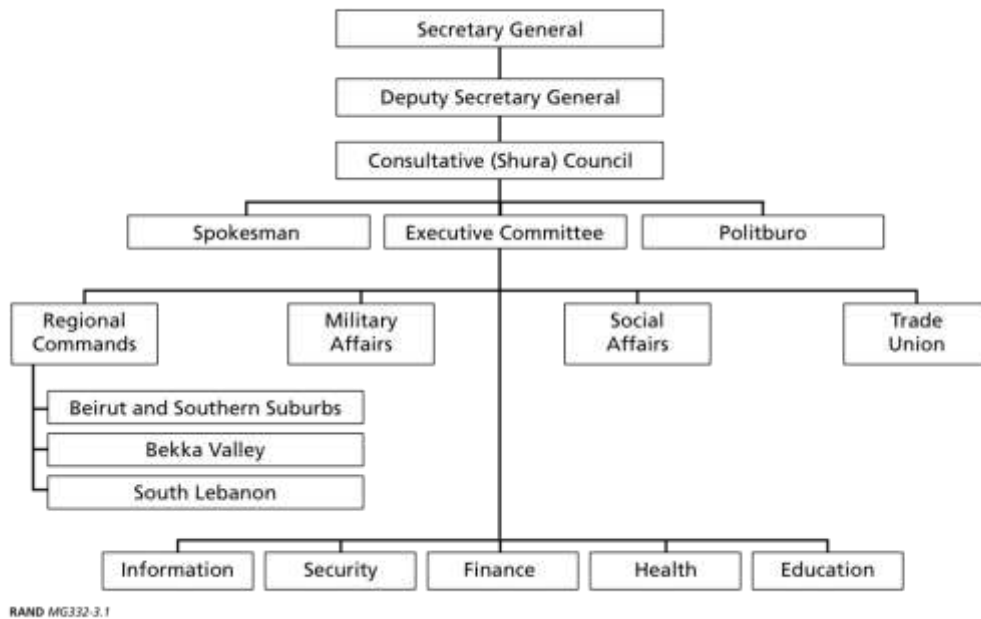 Secretary General
Deputy Secretary General
Consultative (Shura) Council
Spokesman
Executive Committee
Politburo
Regional
Commands
Military
Affairs
Social
Affairs
Trade
Union
Beirut and Southern Suburbs
Bekka Valley
South Lebanon
Information
Security
Finance
Health
Education
RAND MG332-3.1